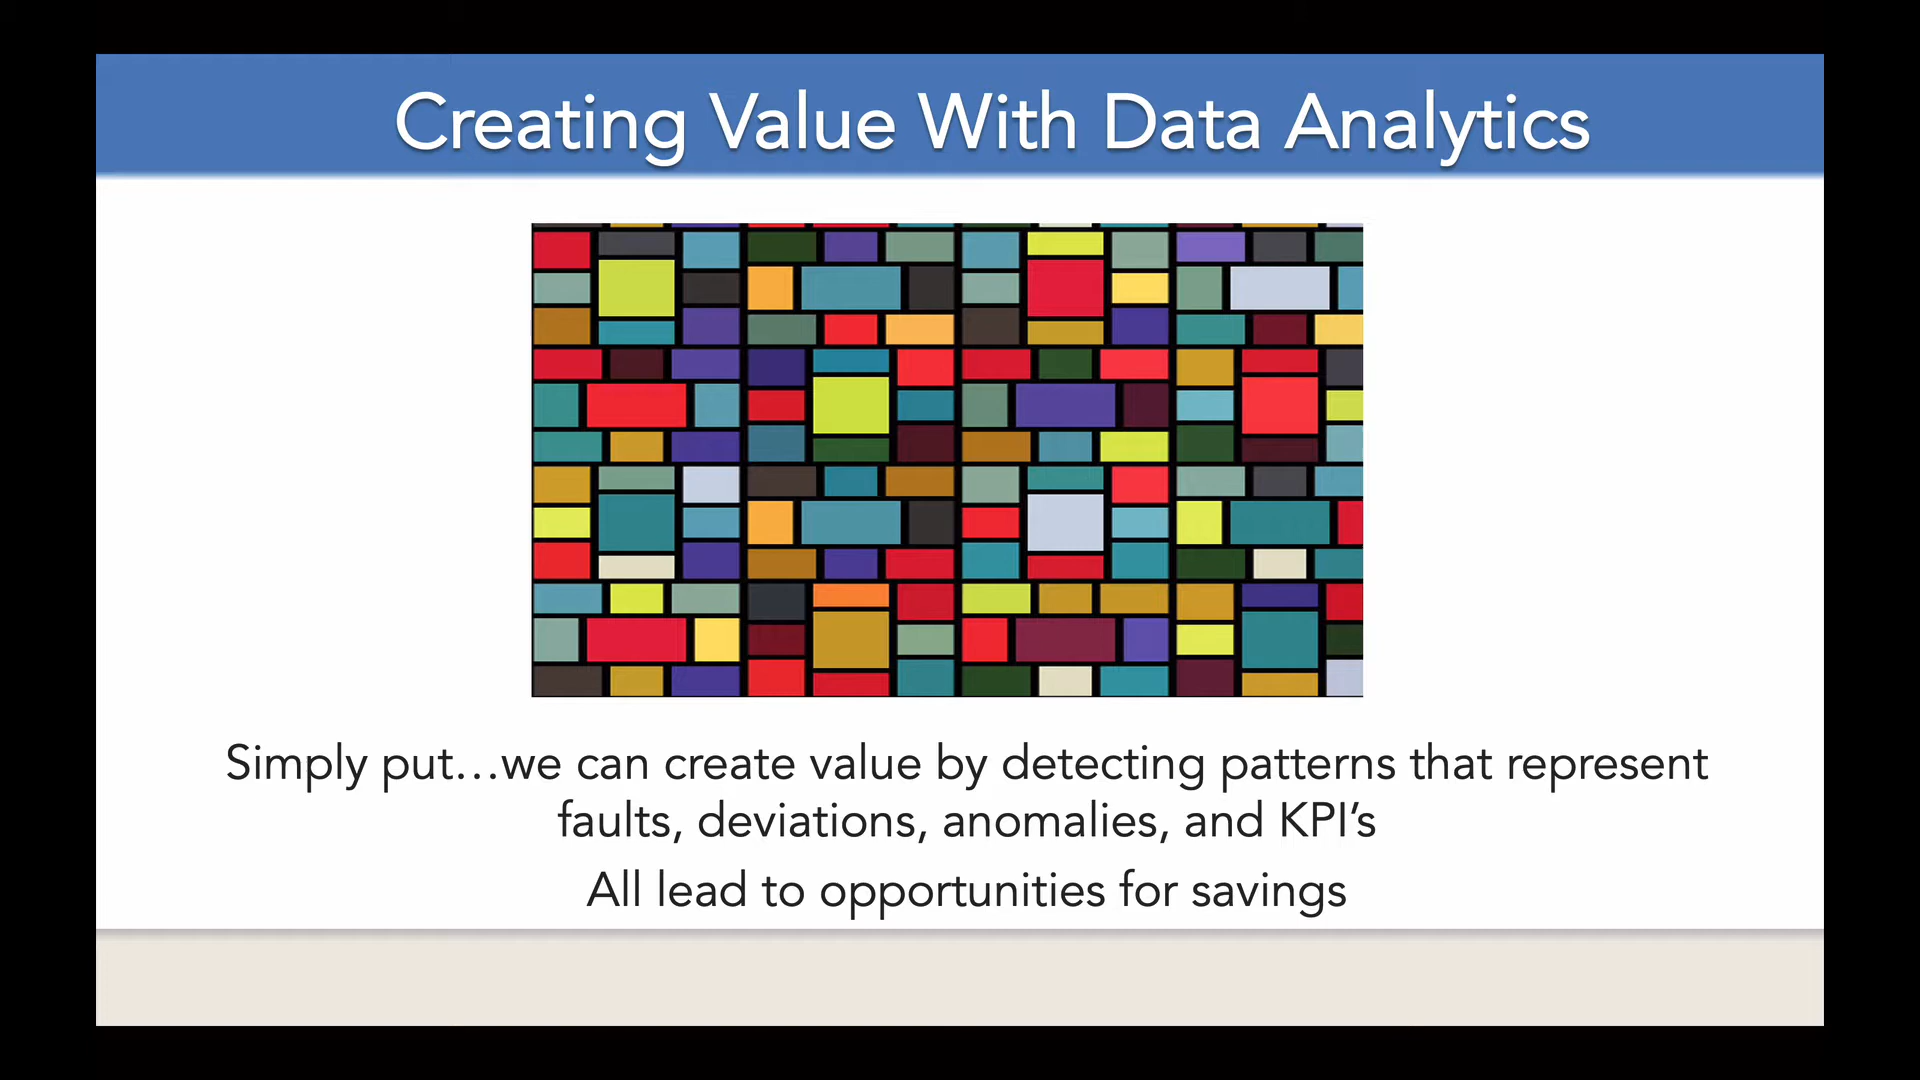 Creating Value With Data Analytics
Simply put…we can create value by detecting patterns that represent
faults, deviations, anomalies, and KPI’s
All lead to opportunities for savings